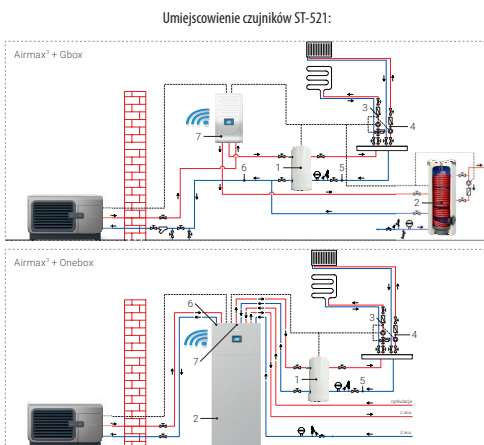 Umiejscowienie czujników ST-521:
Airmax³ + Gbox
3
4
7
1
6
5
2
Airmax³ + Onebox
6
3
4
7
1
5
2
cyrkulacja
c.w.u.
z.w.u.